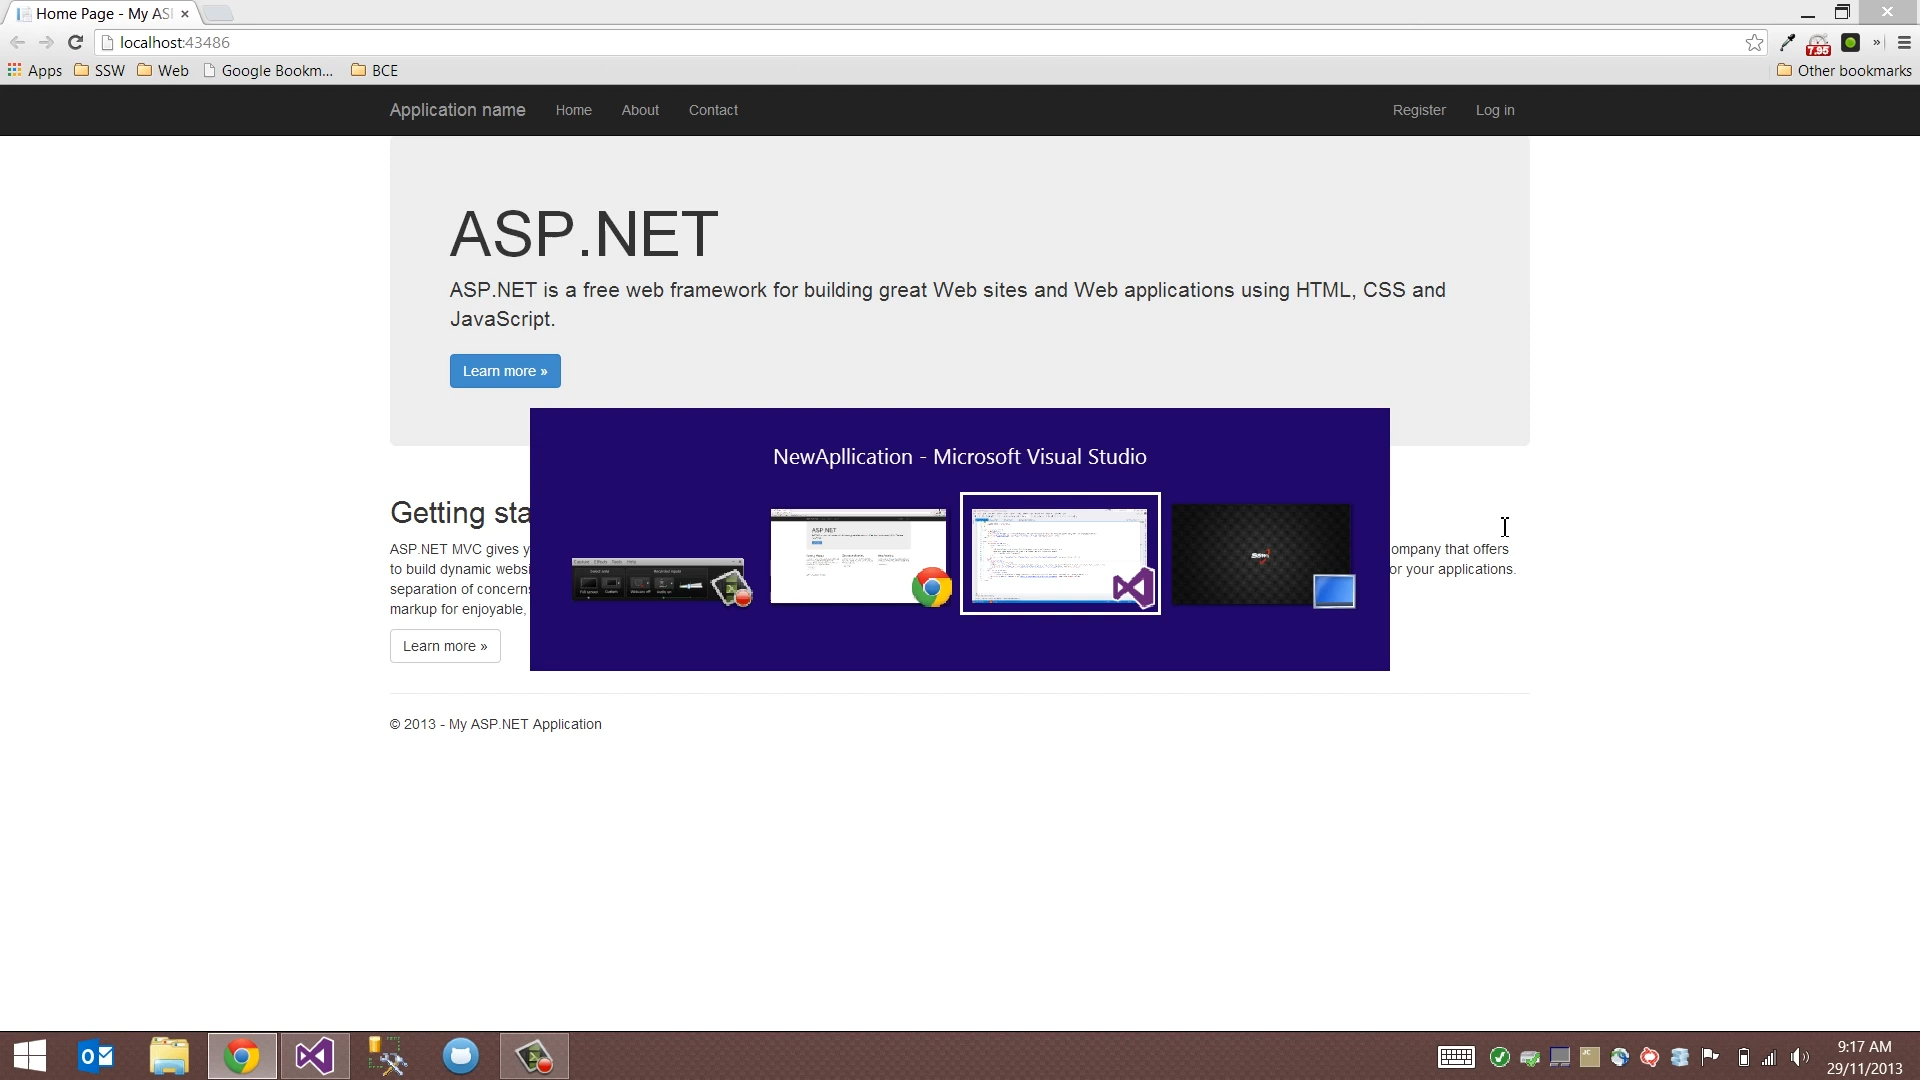 Home Page - My AS
localhost:43486
7.95
»
Apps
SSW
Web
Google Bookm...
BCE
Other bookmarks
Application name
Home
About
Contact
Register
Log in
ASP.NET
ASP.NET is a free web framework for building great Web sites and Web applications using HTML, CSS and
JavaScript.
Learn more »
NewApllication - Microsoft Visual Studio
Getting sta
ASP.NET MVC gives y
to build dynamic websi
separation of concerns
markup for enjoyable,
ompany that offers
or your applications.
Learn more »
© 2013 - My ASP.NET Application
9:17 AM
29/11/2013